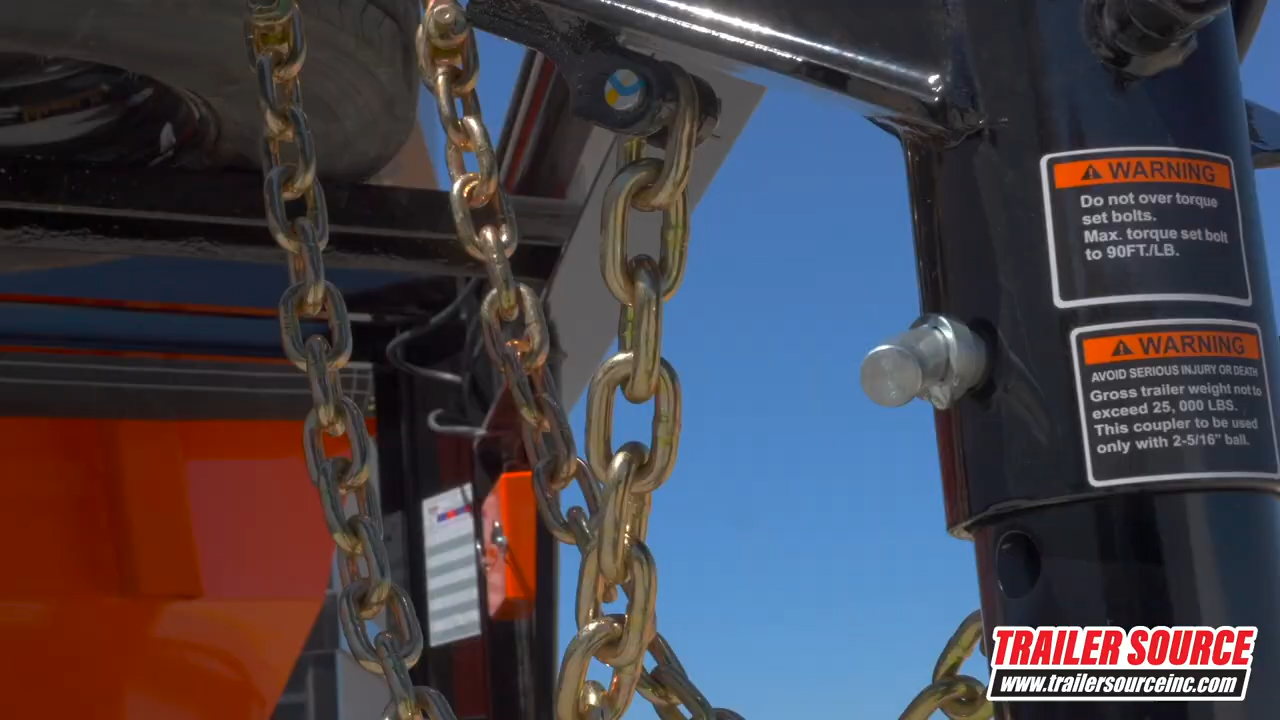 WARNING
Do not over torque
set bolts.
Max. torque set bolt
to 90FT./LB.
WARNING
AVOID SERIOUS INJURY OR DEATH
Gross trailer weight not to
exceed 25, 000 LBS.
This coupler to be used
only with 2-5/16" ball.
TRAILER SOURCE
www.trailersourceinc.com